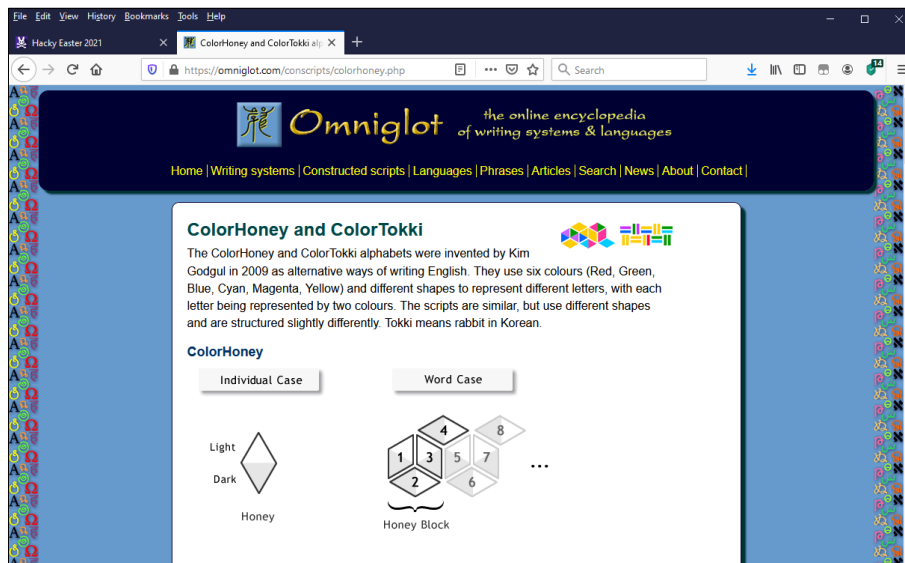 File Edit View History Bookmarks Tools Help
Hacky Easter 2021
ColorHoney and ColorTokki alp
https://omniglot.com/conscripts/colorhoney.php
Search
14
Omniglot
the online encyclopedia
of writing systems & languages
Home | Writing systems | Constructed scripts | Languages | Phrases | Articles | Search | News | About | Contact |
ColorHoney and ColorTokki
The ColorHoney and ColorTokki alphabets were invented by Kim
Godgul in 2009 as alternative ways of writing English. They use six colours (Red, Green,
Blue, Cyan, Magenta, Yellow) and different shapes to represent different letters, with each
letter being represented by two colours. The scripts are similar, but use different shapes
and are structured slightly differently. Tokki means rabbit in Korean.
ColorHoney
Individual Case
Word Case
4 8
Light
1 3 5 7
...
Dark
2 6
Honey
Honey Block